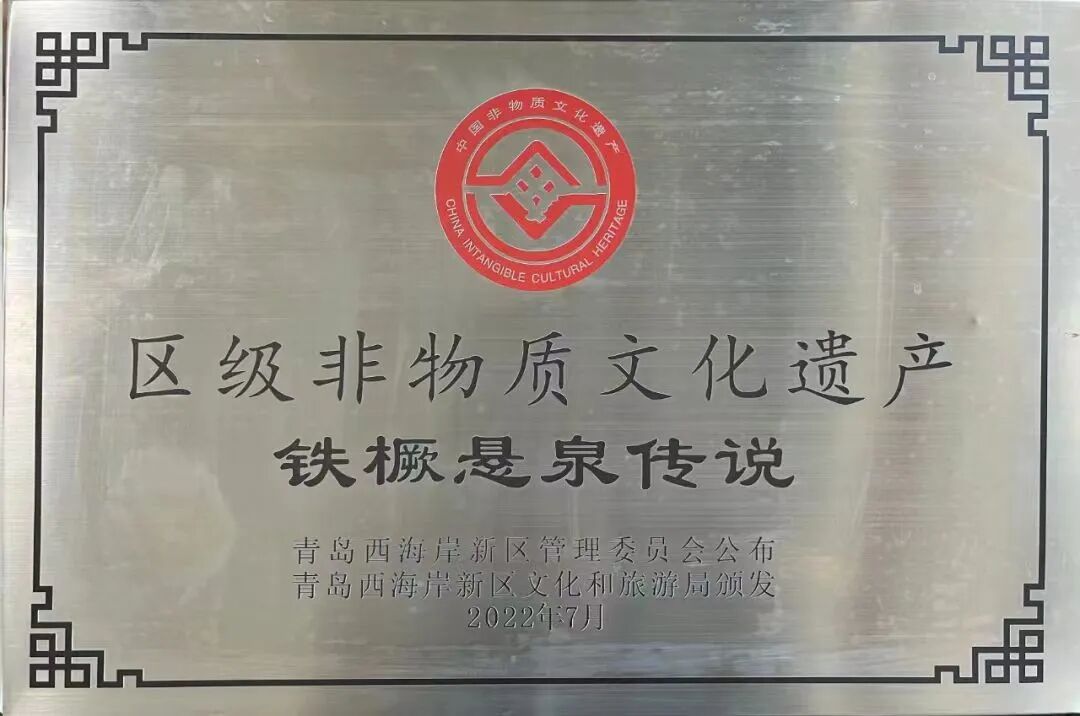 中国非物质文化遗产
CHINA INTANGIBLE CULTURAL HERITAGE
区级非物质文化遗产
铁橛悬泉传说
青岛西海岸新区管理委员会公布
青岛西海岸新区文化和旅游局颁发
2022年7月